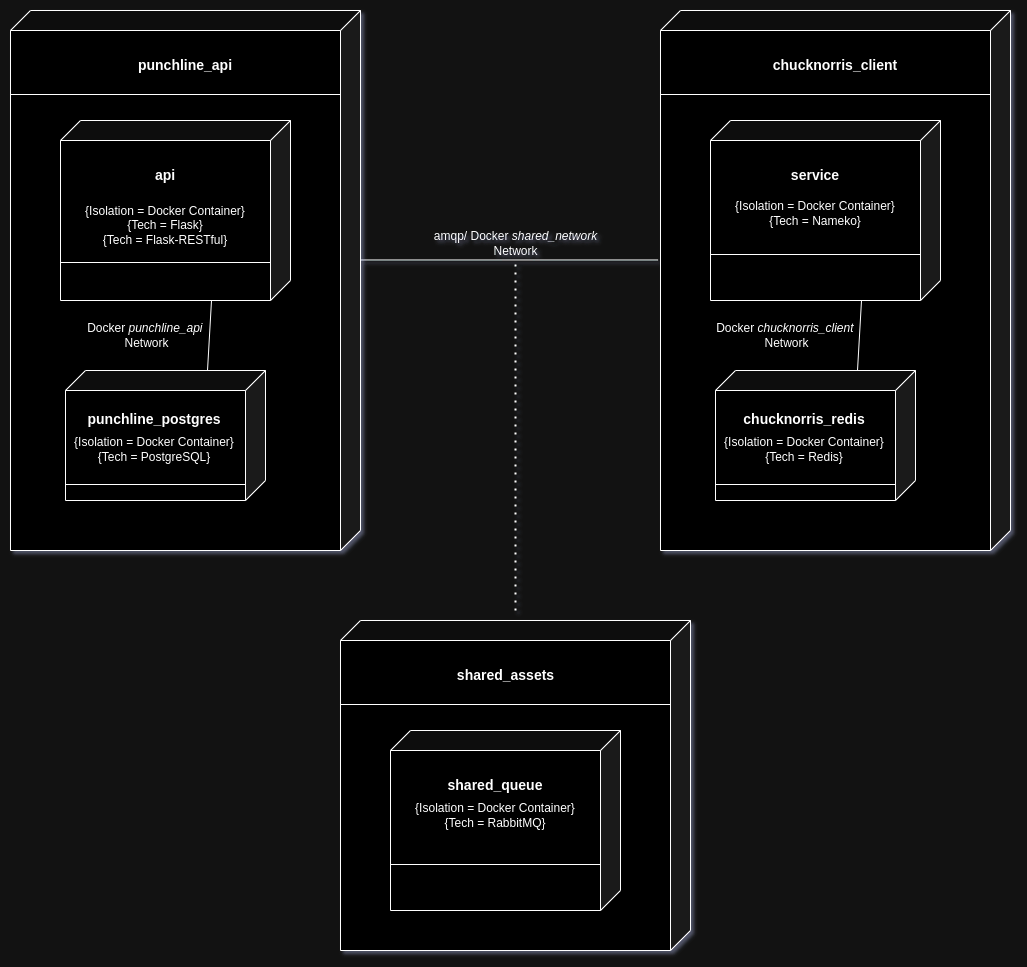 punchline_api
api
{Isolation = Docker Container}
{Tech = Flask}
{Tech = Flask-RESTful}
Docker punchline_api
Network
punchline_postgres
{Isolation = Docker Container}
{Tech = PostgreSQL}
amqp/ Docker shared_network
Network
chucknorris_client
service
{Isolation = Docker Container}
{Tech = Nameko}
Docker chucknorris_client
Network
chucknorris_redis
{Isolation = Docker Container}
{Tech = Redis}
shared_assets
shared_queue
{Isolation = Docker Container}
{Tech = RabbitMQ}